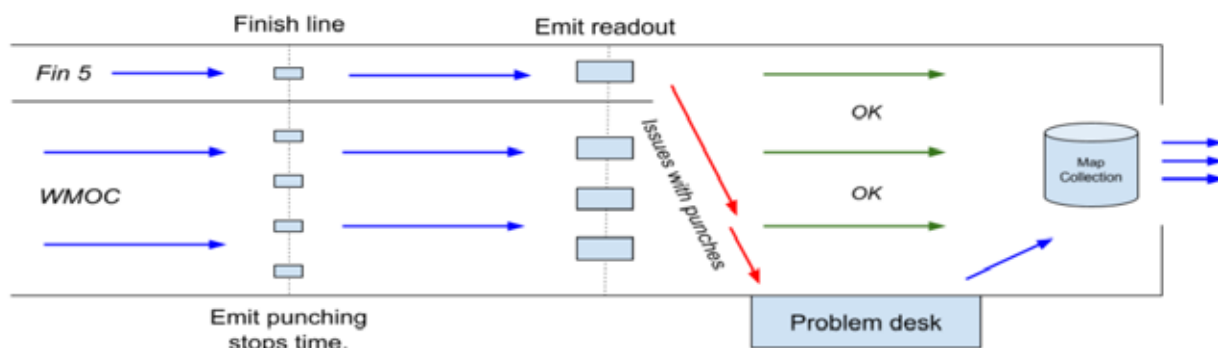 Finish line
Emit readout
Fin 5
OK
Issues with punches
Map
Collection
WMOC
OK
Emit punching
stops time.
Problem desk